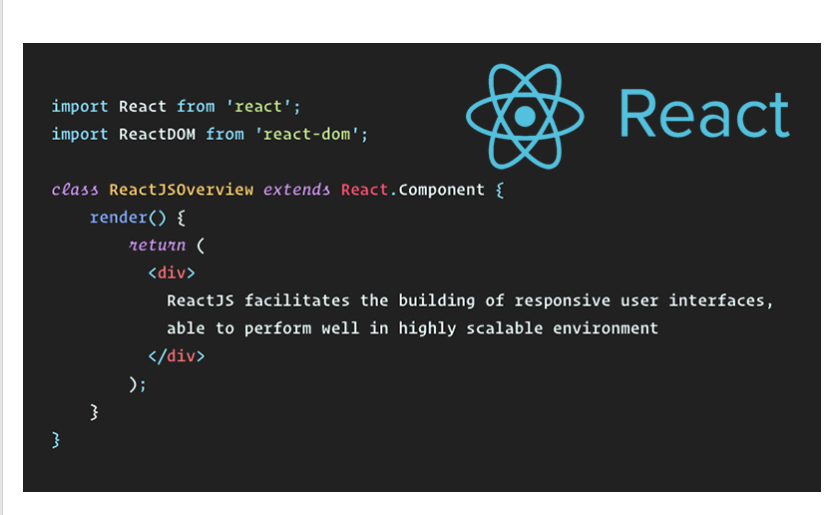 React
import React from 'react';
import ReactDOM from 'react-dom';
class ReactJSOverview extends React.Component {
render() {
return (
<div>
ReactJS facilitates the building of responsive user interfaces,
able to perform well in highly scalable environment
</div>
);
}
}